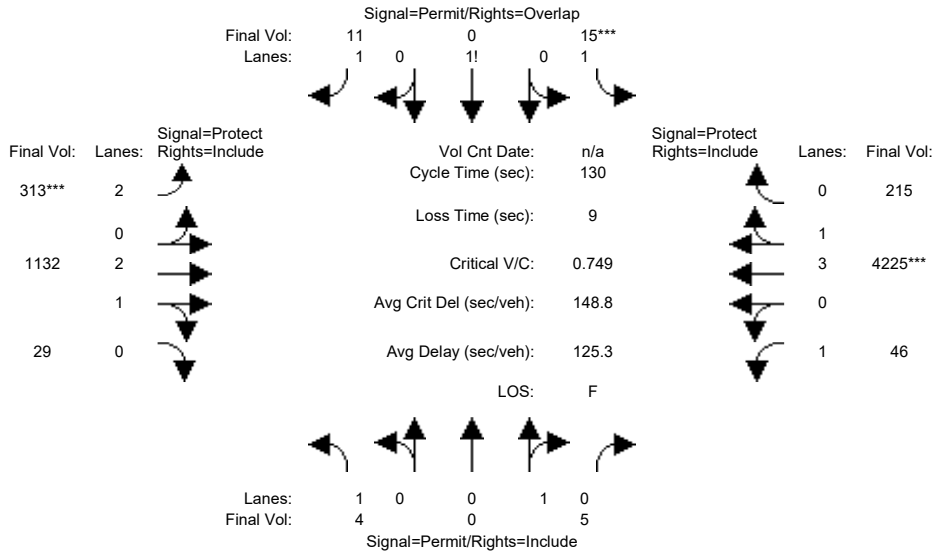 Signal=Permit/Rights=Overlap
Final Vol: 11 0 15***
Lanes: 1 0 1! 0 1
Signal=Protect Signal=Protect
Final Vol: Lanes: Rights=Include Vol Cnt Date: n/a Rights=Include Lanes: Final Vol:
Cycle Time (sec): 130
313*** 2 0 215
Loss Time (sec): 9
0 1
1132 2 Critical V/C: 0.749 3 4225***
1 Avg Crit Del (sec/veh): 148.8 0
29 0 Avg Delay (sec/veh): 125.3 1 46
LOS: F
Lanes: 1 0 0 1 0
Final Vol: 4 0 5
Signal=Permit/Rights=Include